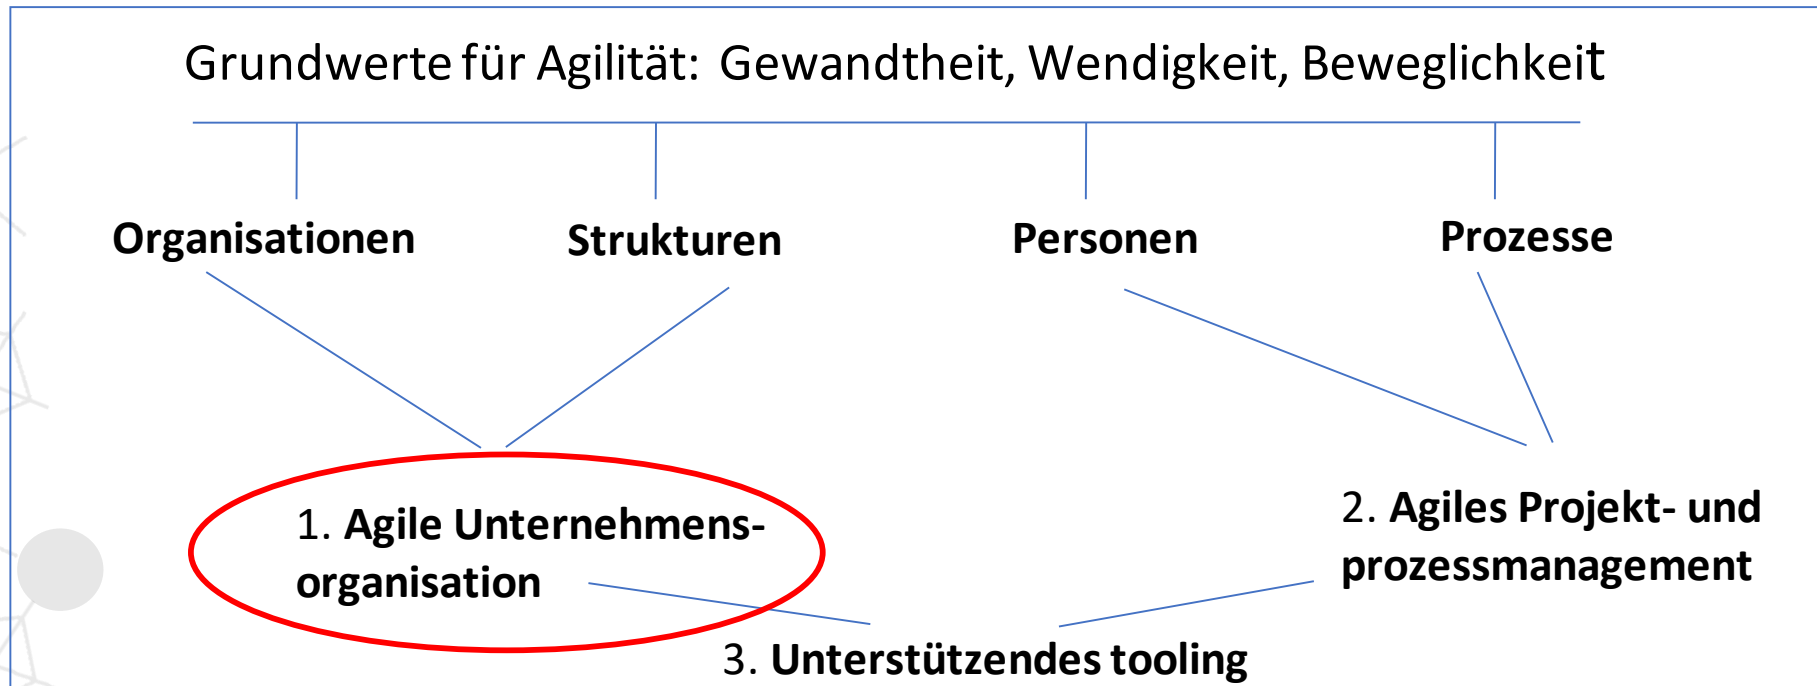 Grundwerte für Agilität: Gewandtheit, Wendigkeit, Beweglichkeit
Organisationen
Strukturen
Personen
Prozesse
1. Agile Unternehmens-
organisation
2. Agiles Projekt- und
prozessmanagement
3. Unterstützendes tooling